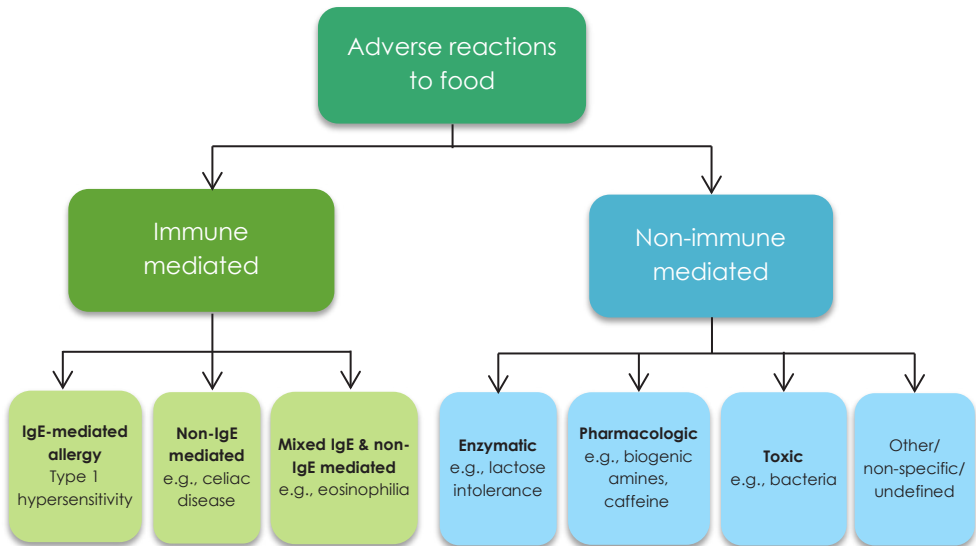 Adverse reactions
to food
Immune
mediated
Non-immune
mediated
IgE-mediated
allergy
Type 1
hypersensitivity
Non-IgE
mediated
e.g., celiac
disease
Mixed IgE & non-
IgE mediated
e.g., eosinophilia
Enzymatic
e.g., lactose
intolerance
Pharmacologic
e.g., biogenic
amines,
caffeine
Toxic
e.g., bacteria
Other/
non-specific/
undefined